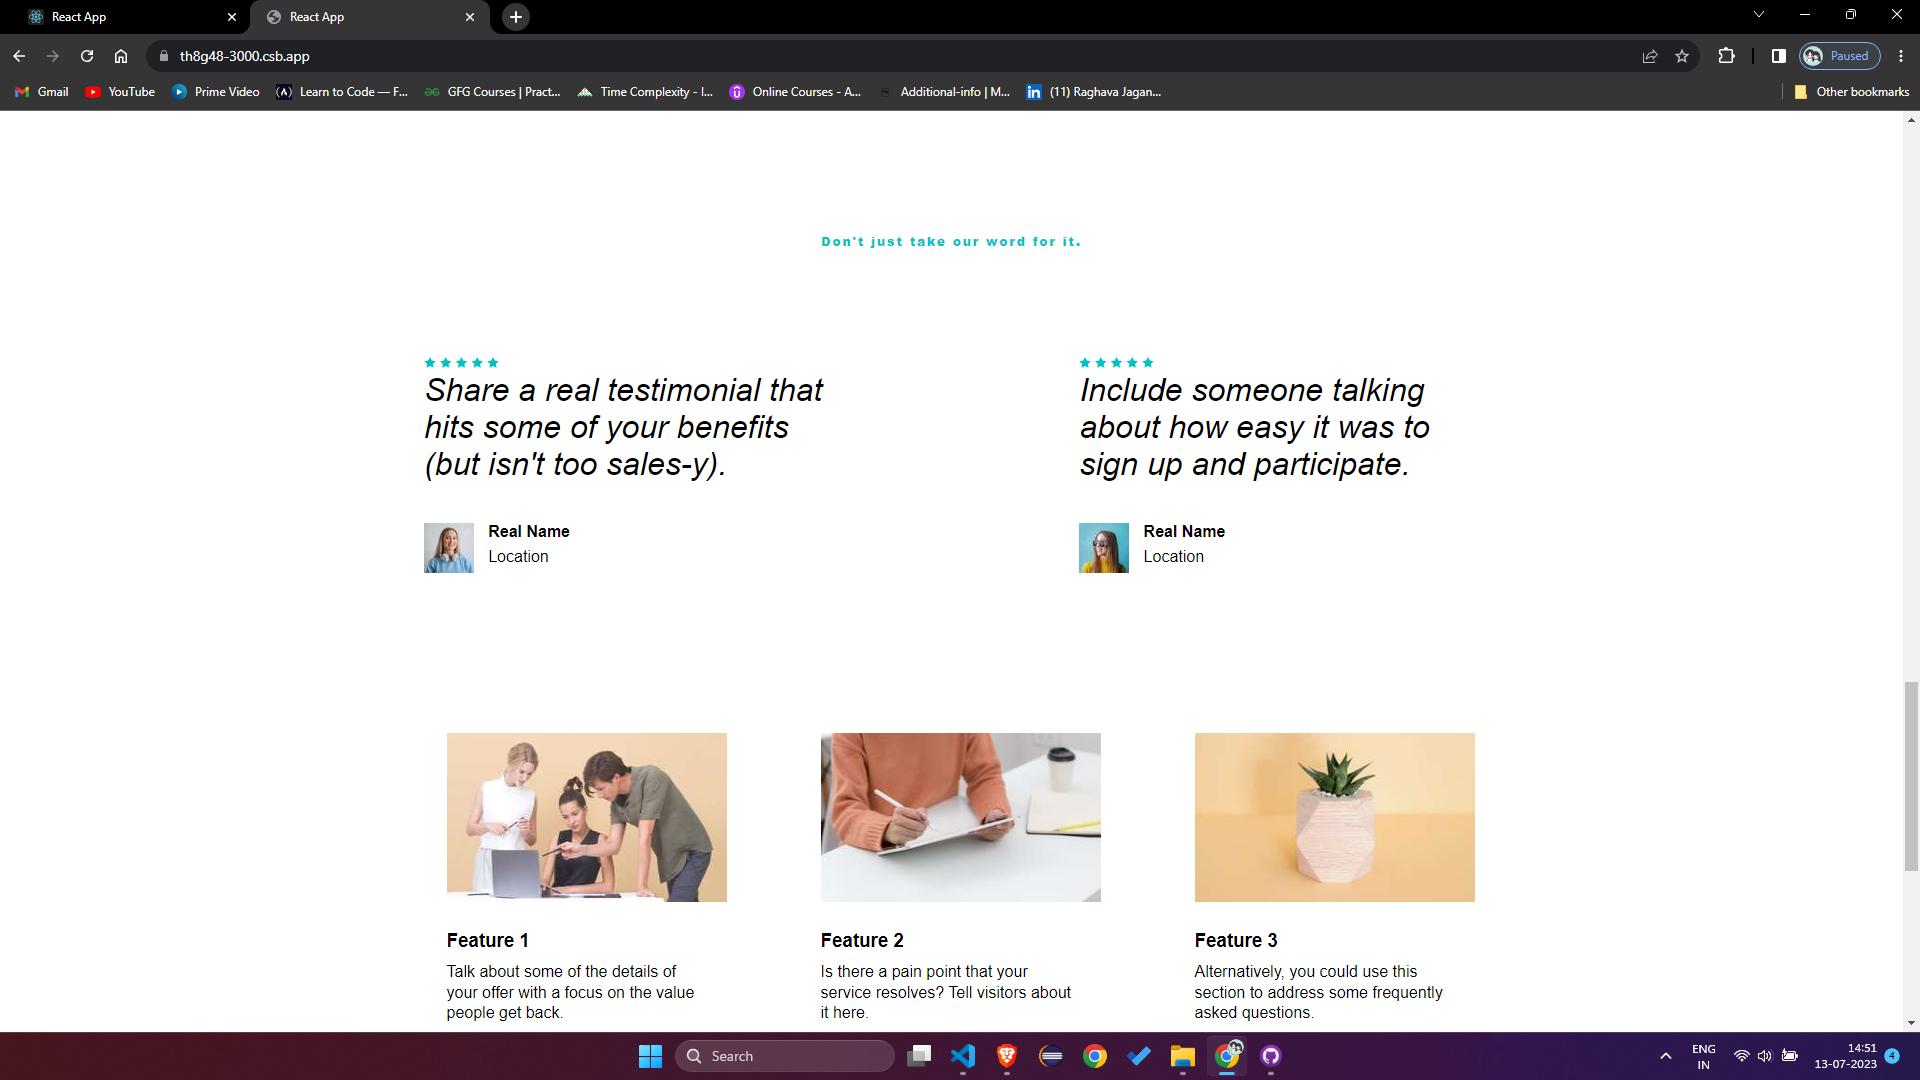 React App
React App
th8g48-3000.csb.app
Paused
Gmail
YouTube
Prime Video
Learn to Code — F...
GFG Courses | Pract...
Time Complexity - I...
Online Courses - A...
Additional-info | M...
(11) Raghava Jagan...
Other bookmarks
Don't just take our word for it.
Share a real testimonial that
hits some of your benefits
(but isn't too sales-y).
Real Name
Location
Include someone talking
about how easy it was to
sign up and participate.
Real Name
Location
Feature 1
Talk about some of the details of
your offer with a focus on the value
people get back.
Feature 2
Is there a pain point that your
service resolves? Tell visitors about
it here.
Feature 3
Alternatively, you could use this
section to address some frequently
asked questions.
Search
ENG
IN
14:51
13-07-2023
4